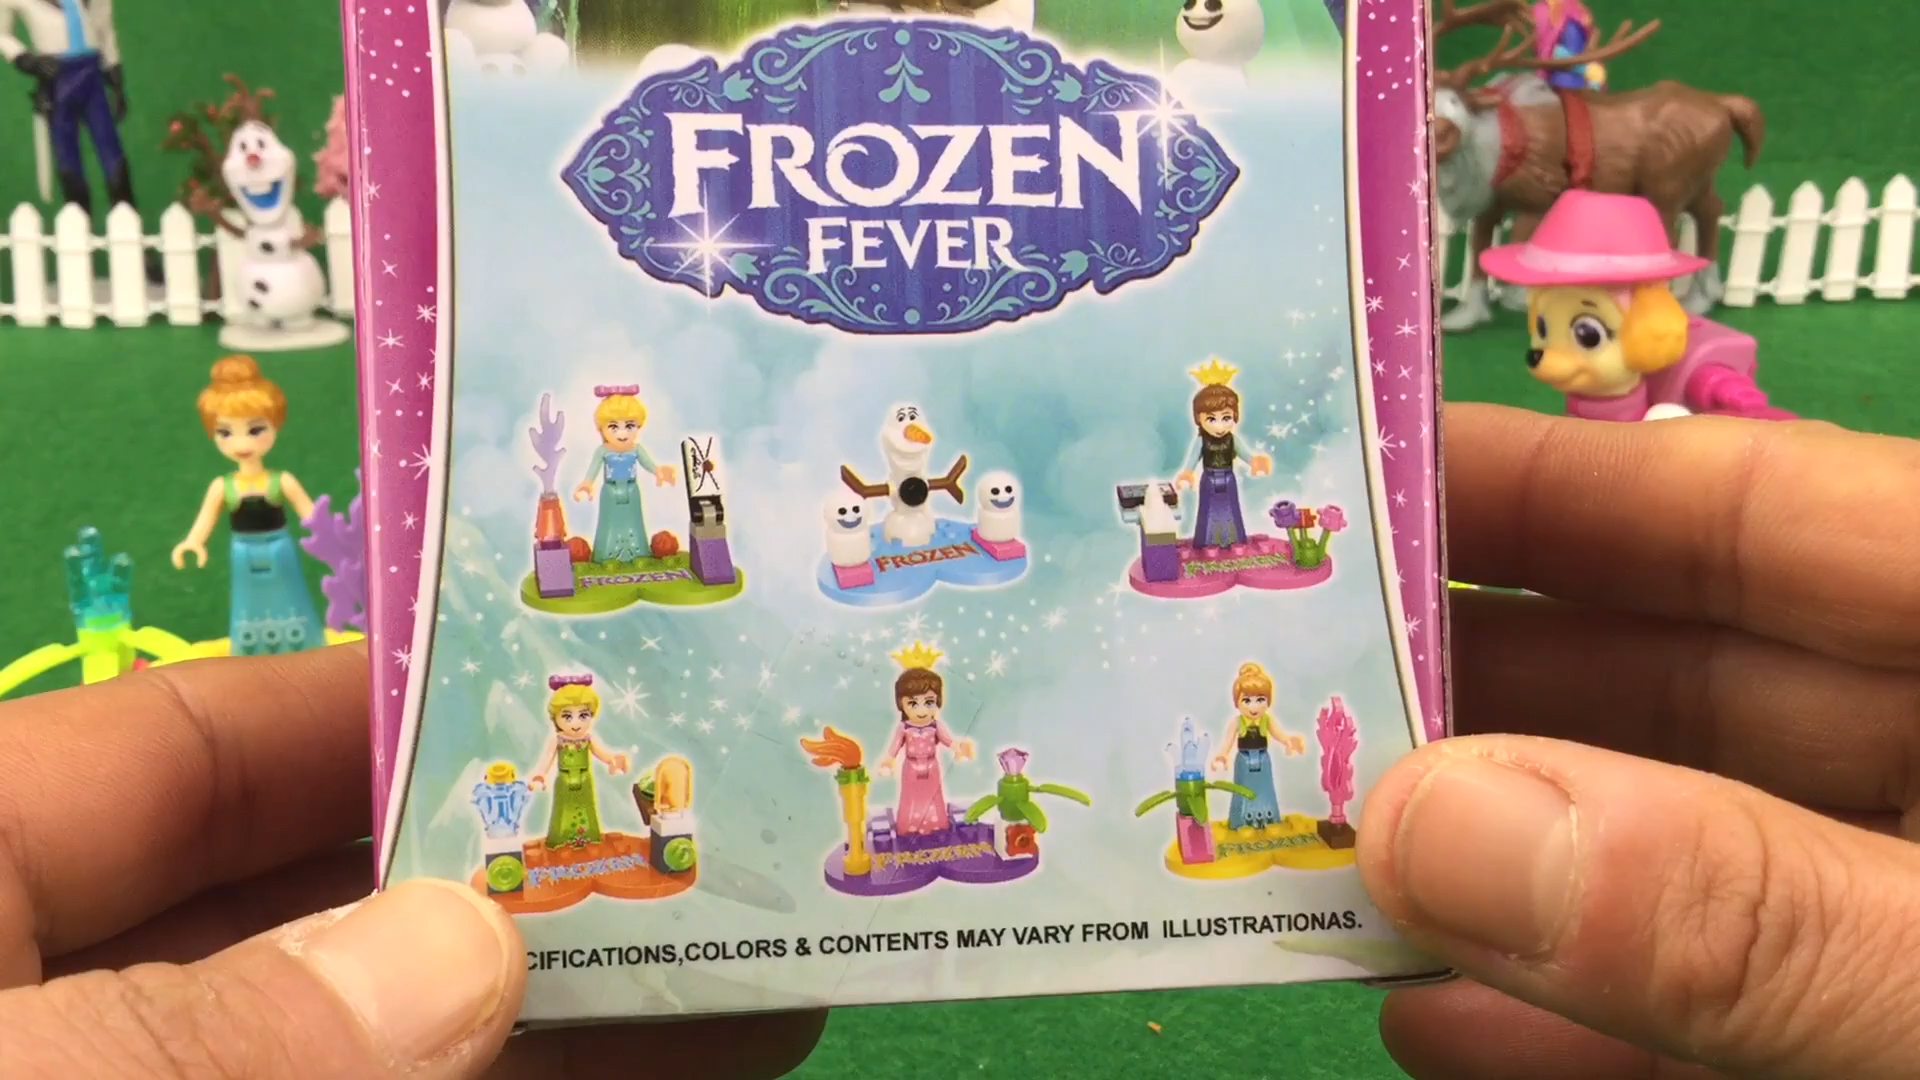 FROZEN
FEVER
FROZEN
FROZEN
FROZEN
FROZEN
FROZEN
FROZEN
CIFICATIONS,COLORS & CONTENTS MAY VARY FROM ILLUSTRATIONAS.